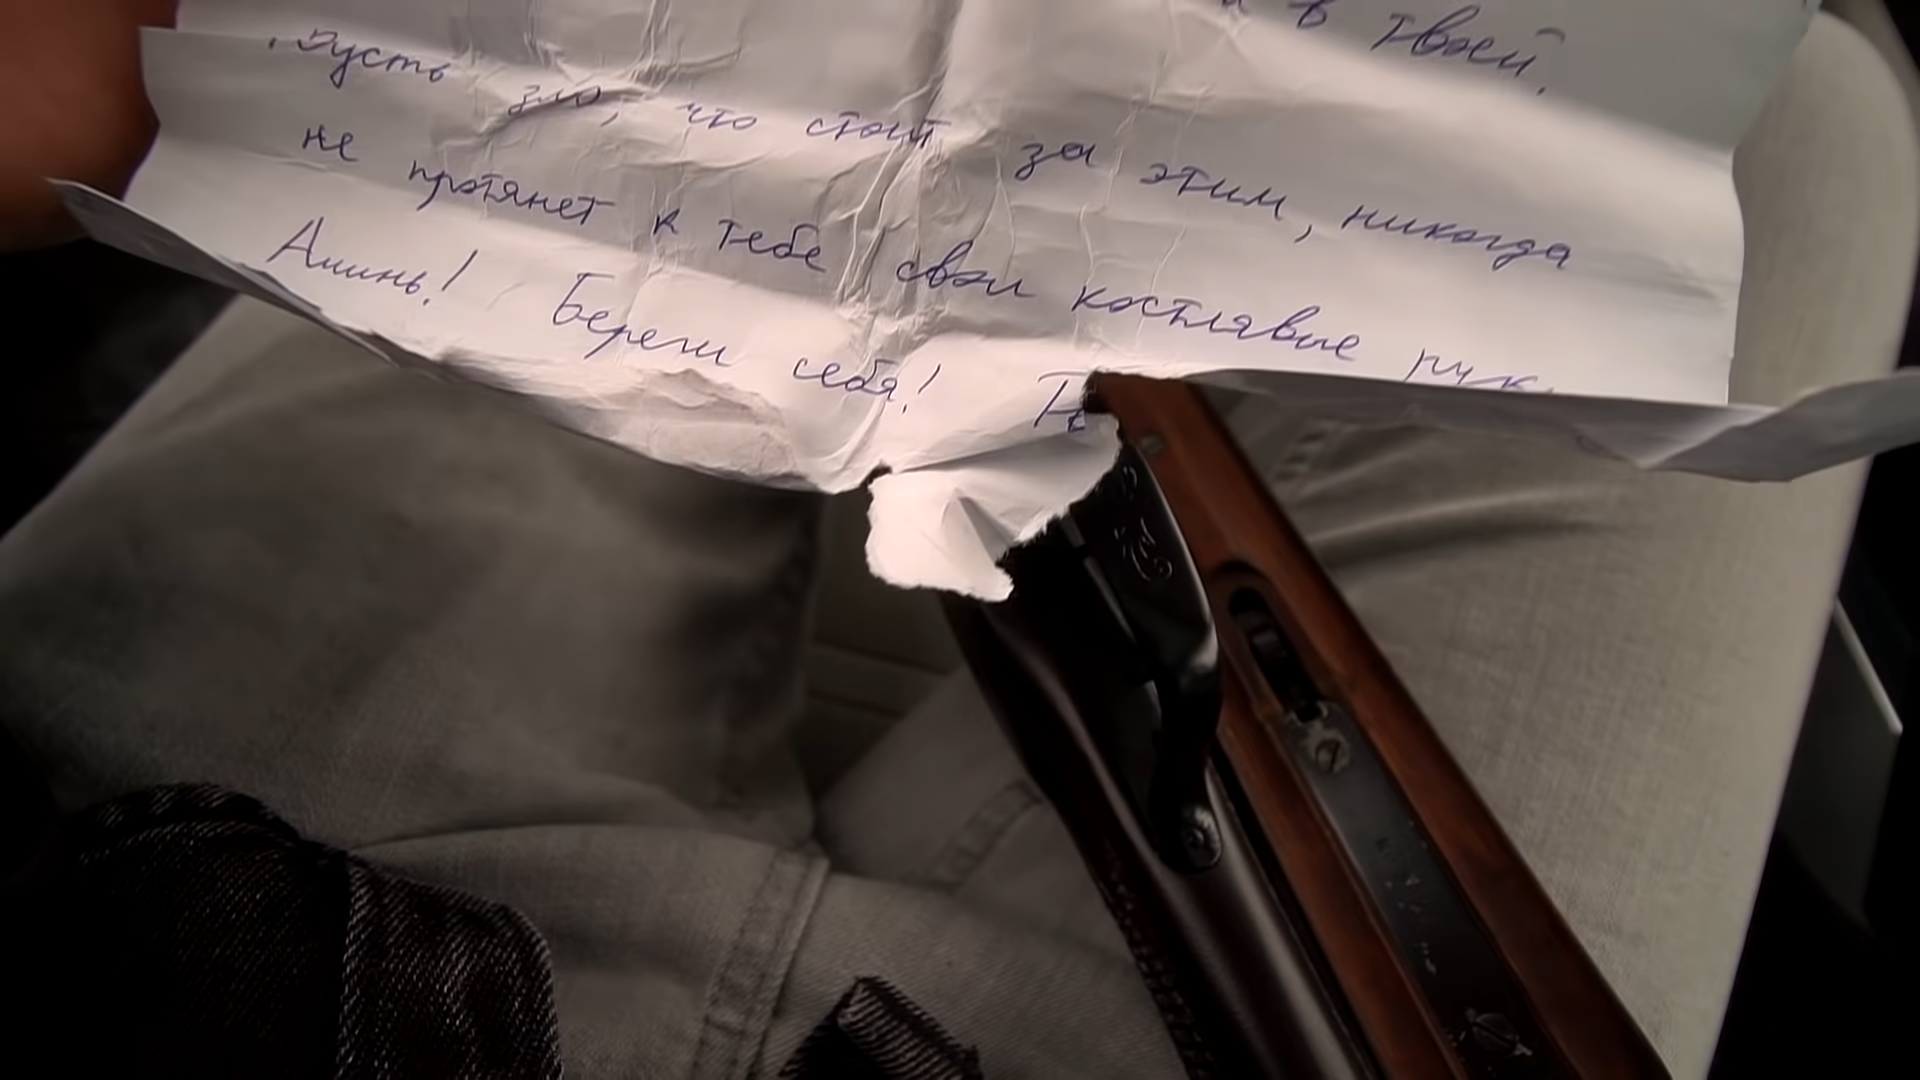 в твоей.
Пусть зло, что стоит за этим, никогда
не протянет к тебе свои костлявые
Аминь! Береги себя!